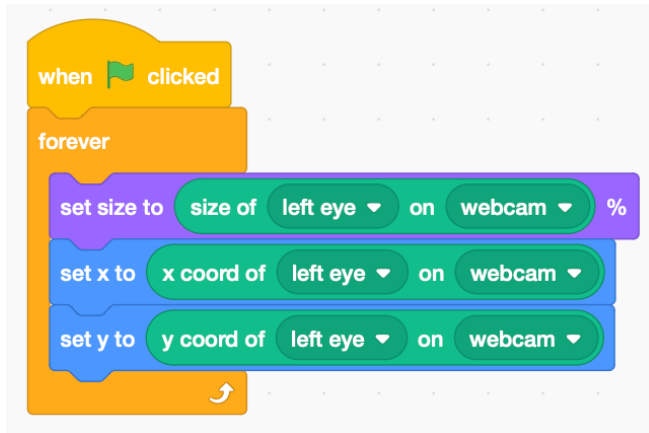 when clicked
forever
set size to size of left eye on webcam %
set x to x coord of left eye on webcam
set y to y coord of left eye on webcam